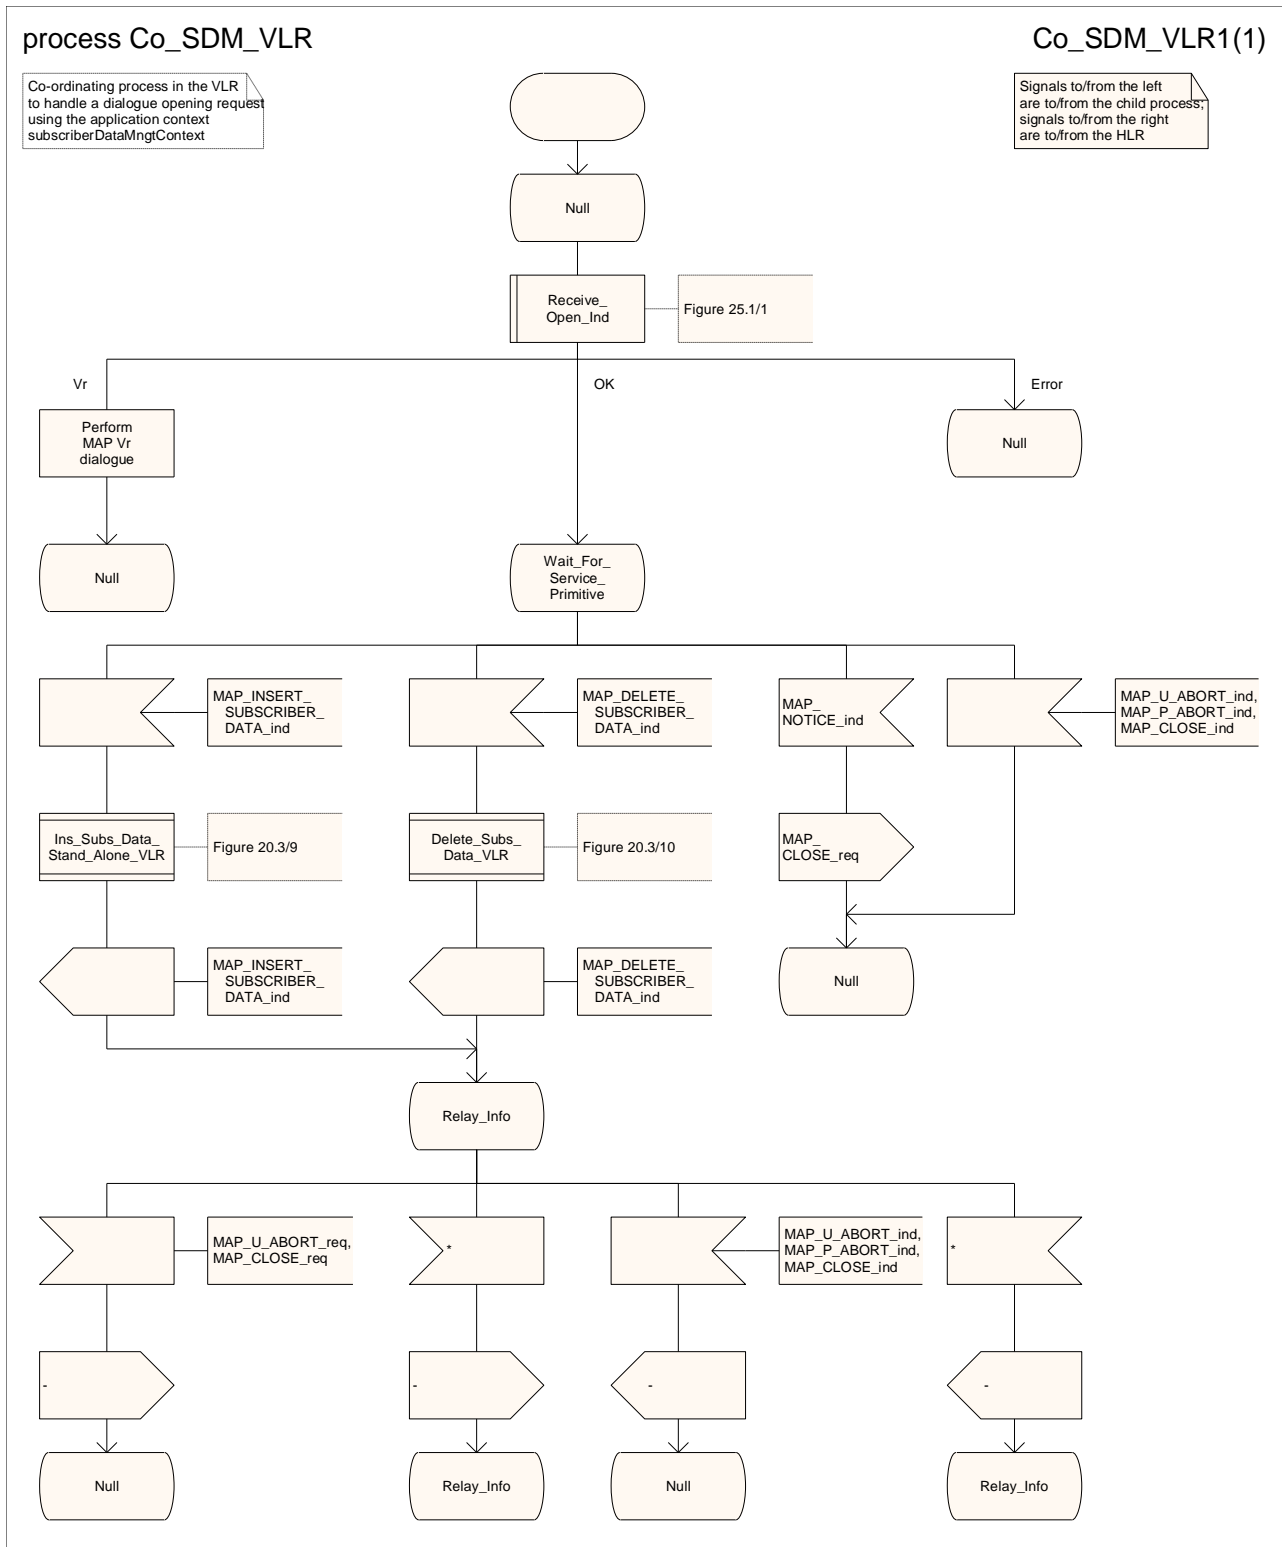 process Co_SDM_VLR
Co_SDM_VLR1(1)
Co-ordinating process in the VLR
to handle a dialogue opening request
using the application context
subscriberDataMngtContext
Signals to/from the left
are to/from the child process;
signals to/from the right
are to/from the HLR
Null
Receive_
Open_Ind
Figure 25.1/1
Vr
OK
Error
Perform
MAP Vr
dialogue
Null
Null
Wait_For_
Service_
Primitive
Null
MAP_INSERT_
SUBSCRIBER_
DATA_ind
MAP_DELETE_
SUBSCRIBER_
DATA_ind
MAP_
NOTICE_ind
MAP_U_ABORT_ind,
MAP_P_ABORT_ind,
MAP_CLOSE_ind
Ins_Subs_Data_
Stand_Alone_VLR
Figure 20.3/9
Delete_Subs_
Data_VLR
Figure 20.3/10
MAP_
CLOSE_req
MAP_INSERT_
SUBSCRIBER_
DATA_ind
MAP_DELETE_
SUBSCRIBER_
DATA_ind
Null
Relay_Info
MAP_U_ABORT_req,
MAP_CLOSE_req
*
MAP_U_ABORT_ind,
MAP_P_ABORT_ind,
MAP_CLOSE_ind
*
-
-
-
-
Null
Relay_Info
Null
Relay_Info